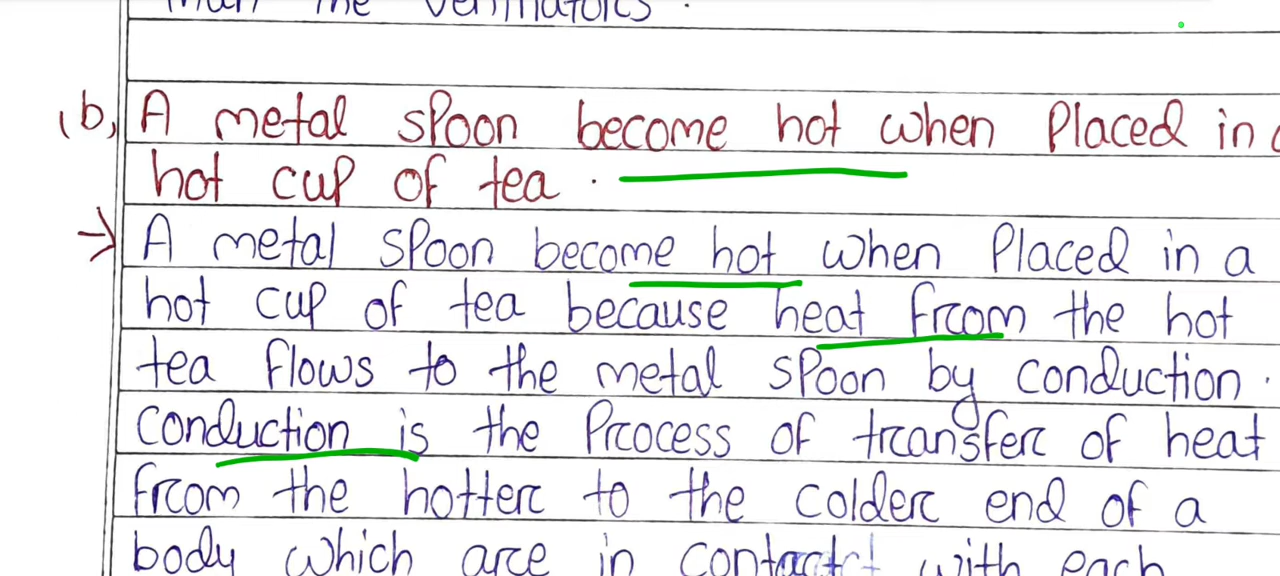 than the ventilators.
(b) A metal spoon become hot when Placed in a
hot cup of tea.
→ A metal spoon become hot when Placed in a
hot cup of tea because heat from the hot
tea flows to the metal spoon by conduction.
Conduction is the Process of transfer of heat
from the hotter to the colder end of a
body which are in contact with each